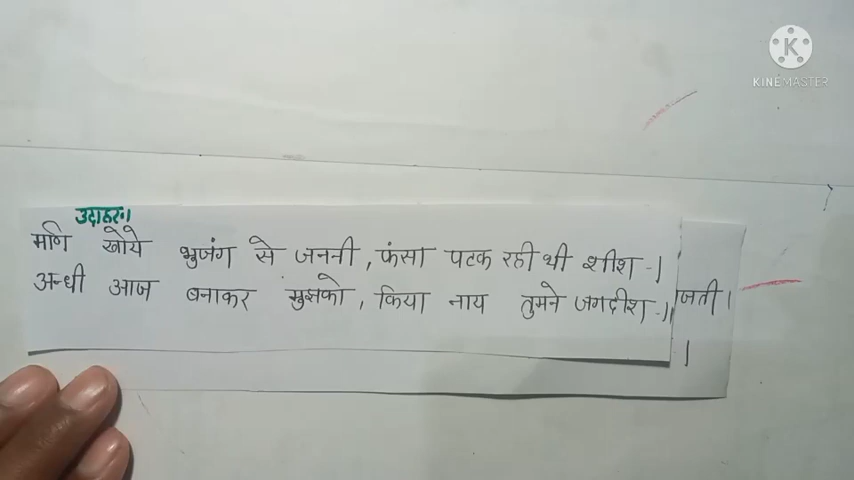 KINEMASTER
उदाहरण
मणि खोये भुजंग से जननी, फंसा पटक रही थी शीश -।
अन्धी आज बनाकर मुझको, किया नाय तुमने जगदीश -।
जती।
।